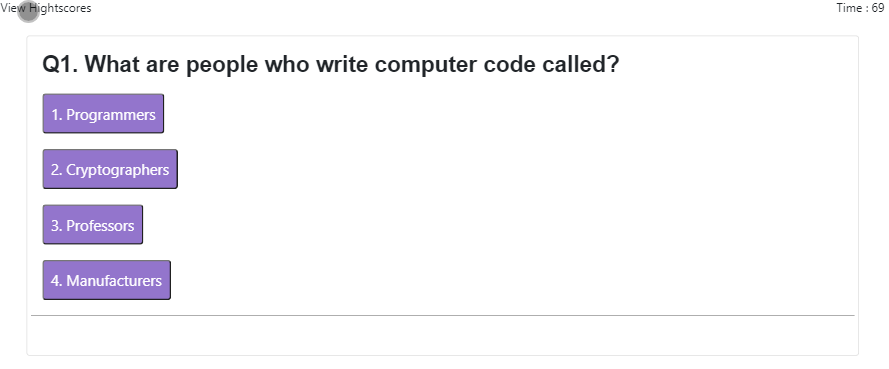 View Hightscores
Time : 69
Q1. What are people who write computer code called?
1. Programmers
2. Cryptographers
3. Professors
4. Manufacturers